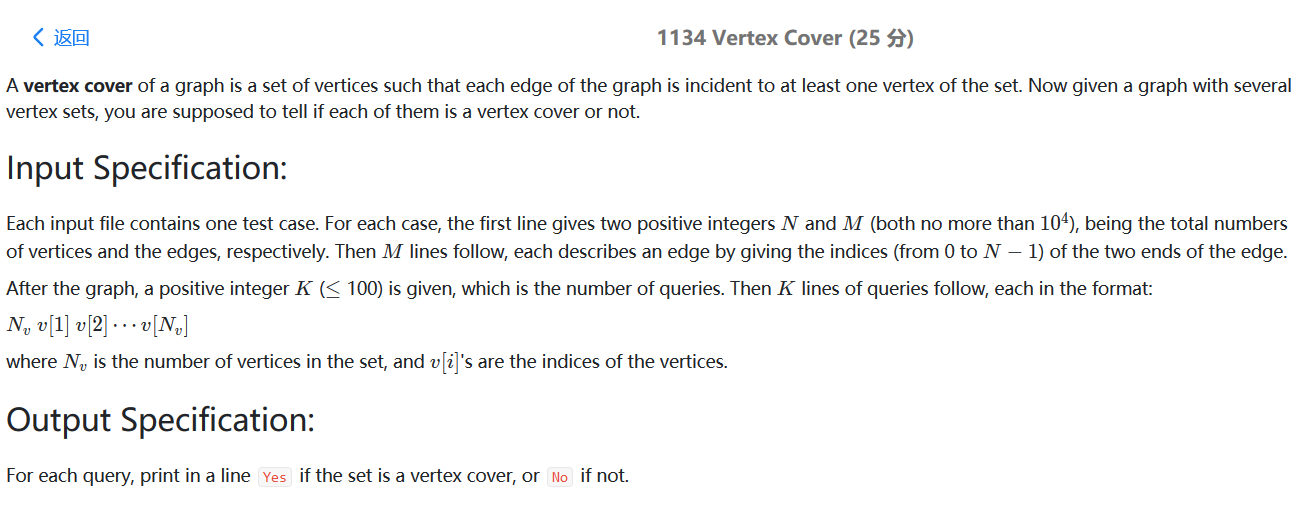 返回
1134 Vertex Cover (25 分)
A vertex cover of a graph is a set of vertices such that each edge of the graph is incident to at least one vertex of the set. Now given a graph with several
vertex sets, you are supposed to tell if each of them is a vertex cover or not.
Input Specification:
Each input file contains one test case. For each case, the first line gives two positive integers N and M (both no more than 10⁴), being the total numbers
of vertices and the edges, respectively. Then M lines follow, each describes an edge by giving the indices (from 0 to N − 1) of the two ends of the edge.
After the graph, a positive integer K (≤ 100) is given, which is the number of queries. Then K lines of queries follow, each in the format:
Nᵥ v[1] v[2] ⋯ v[Nᵥ]
where Nᵥ is the number of vertices in the set, and v[i]'s are the indices of the vertices.
Output Specification:
For each query, print in a line Yes if the set is a vertex cover, or No if not.